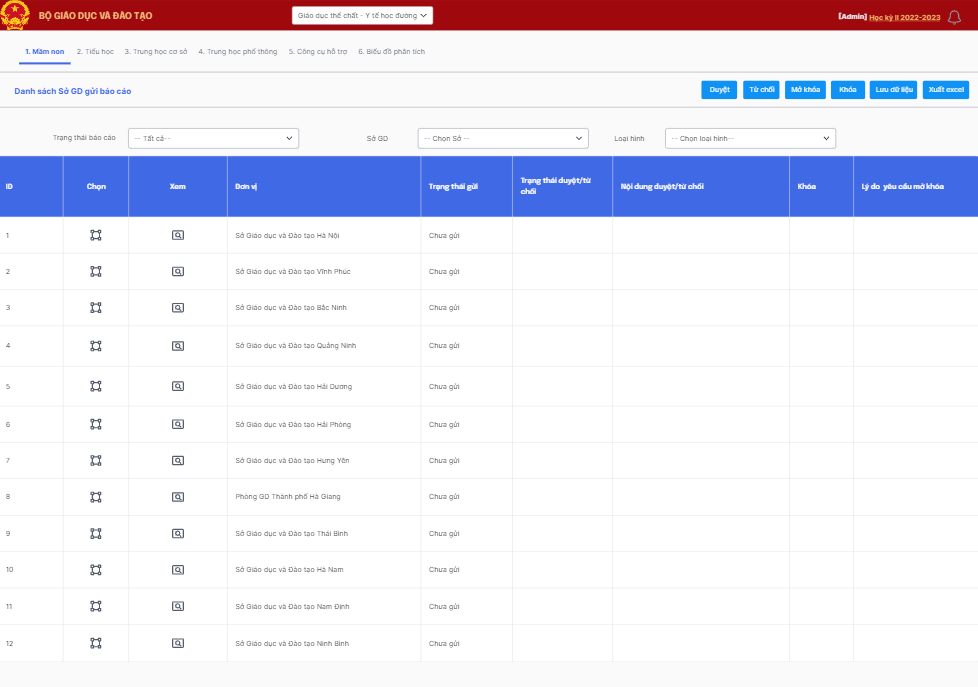 BỘ GIÁO DỤC VÀ ĐÀO TẠO
Giáo dục thể chất - Y tế học đường
[Admin] Học kỳ II 2022-2023
1. Mầm non 2. Tiểu học 3. Trung học cơ sở 4. Trung học phổ thông 5. Công cụ hỗ trợ 6. Biểu đồ phân tích
Danh sách Sở GD gửi báo cáo
Duyệt Từ chối Mở khóa Khóa Lưu dữ liệu Xuất excel
Trạng thái báo cáo -- Tất cả-- Sở GD -- Chọn Sở -- Loại hình -- Chọn loại hình--
ID Chọn Xem Đơn vị Trạng thái gửi Trạng thái duyệt/từ chối Nội dung duyệt/từ chối Khóa Lý do yêu cầu mở khóa
1 Sở Giáo dục và Đào tạo Hà Nội Chưa gửi
2 Sở Giáo dục và Đào tạo Vĩnh Phúc Chưa gửi
3 Sở Giáo dục và Đào tạo Bắc Ninh Chưa gửi
4 Sở Giáo dục và Đào tạo Quảng Ninh Chưa gửi
5 Sở Giáo dục và Đào tạo Hải Dương Chưa gửi
6 Sở Giáo dục và Đào tạo Hải Phòng Chưa gửi
7 Sở Giáo dục và Đào tạo Hưng Yên Chưa gửi
8 Phòng GD Thành phố Hà Giang Chưa gửi
9 Sở Giáo dục và Đào tạo Thái Bình Chưa gửi
10 Sở Giáo dục và Đào tạo Hà Nam Chưa gửi
11 Sở Giáo dục và Đào tạo Nam Định Chưa gửi
12 Sở Giáo dục và Đào tạo Ninh Bình Chưa gửi